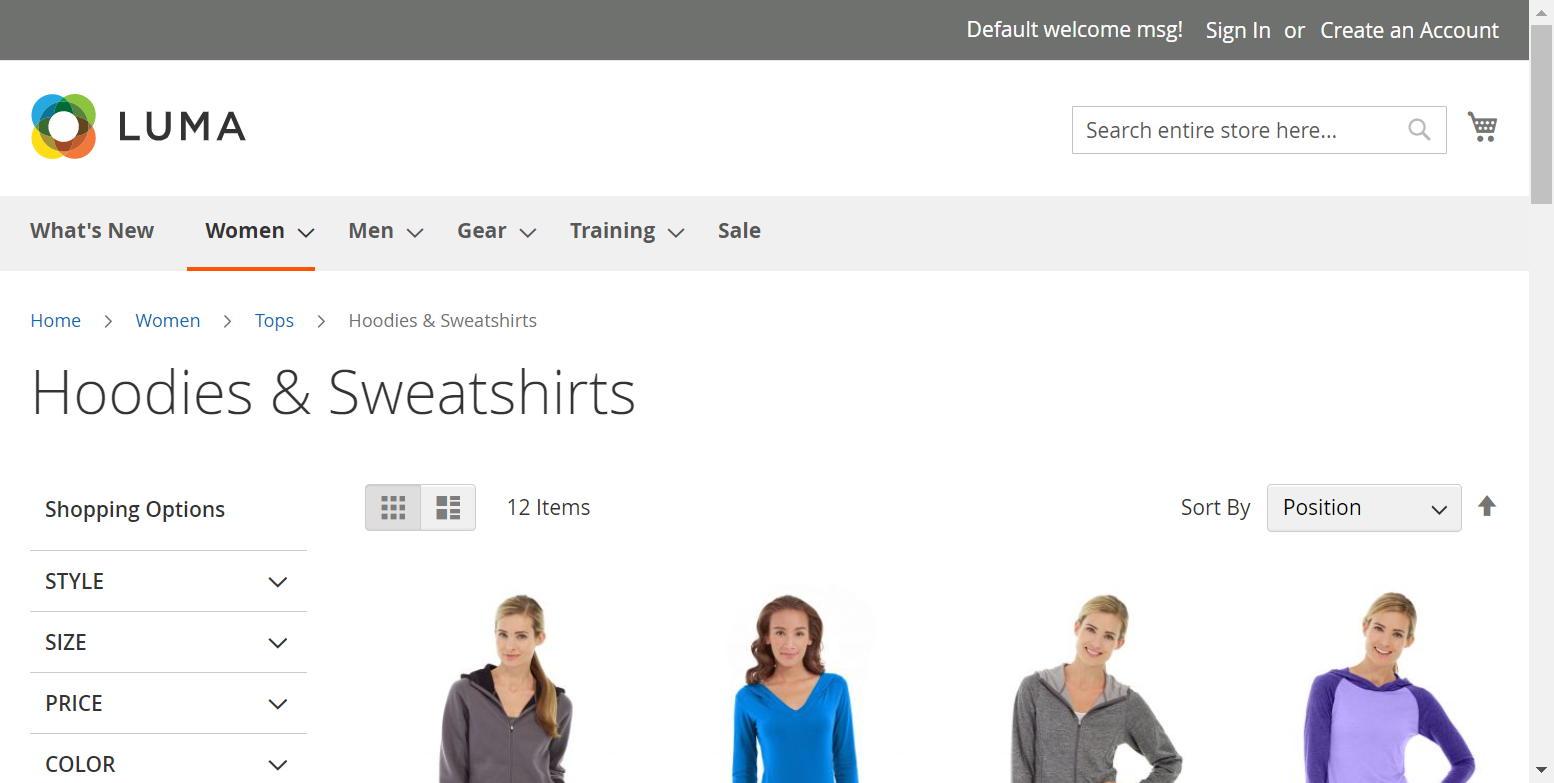 Default welcome msg! Sign In or Create an Account
LUMA
Search entire store here...
What's New Women Men Gear Training Sale
Home Women Tops Hoodies & Sweatshirts
Hoodies & Sweatshirts
Shopping Options
12 Items
Sort By Position
STYLE
SIZE
PRICE
COLOR